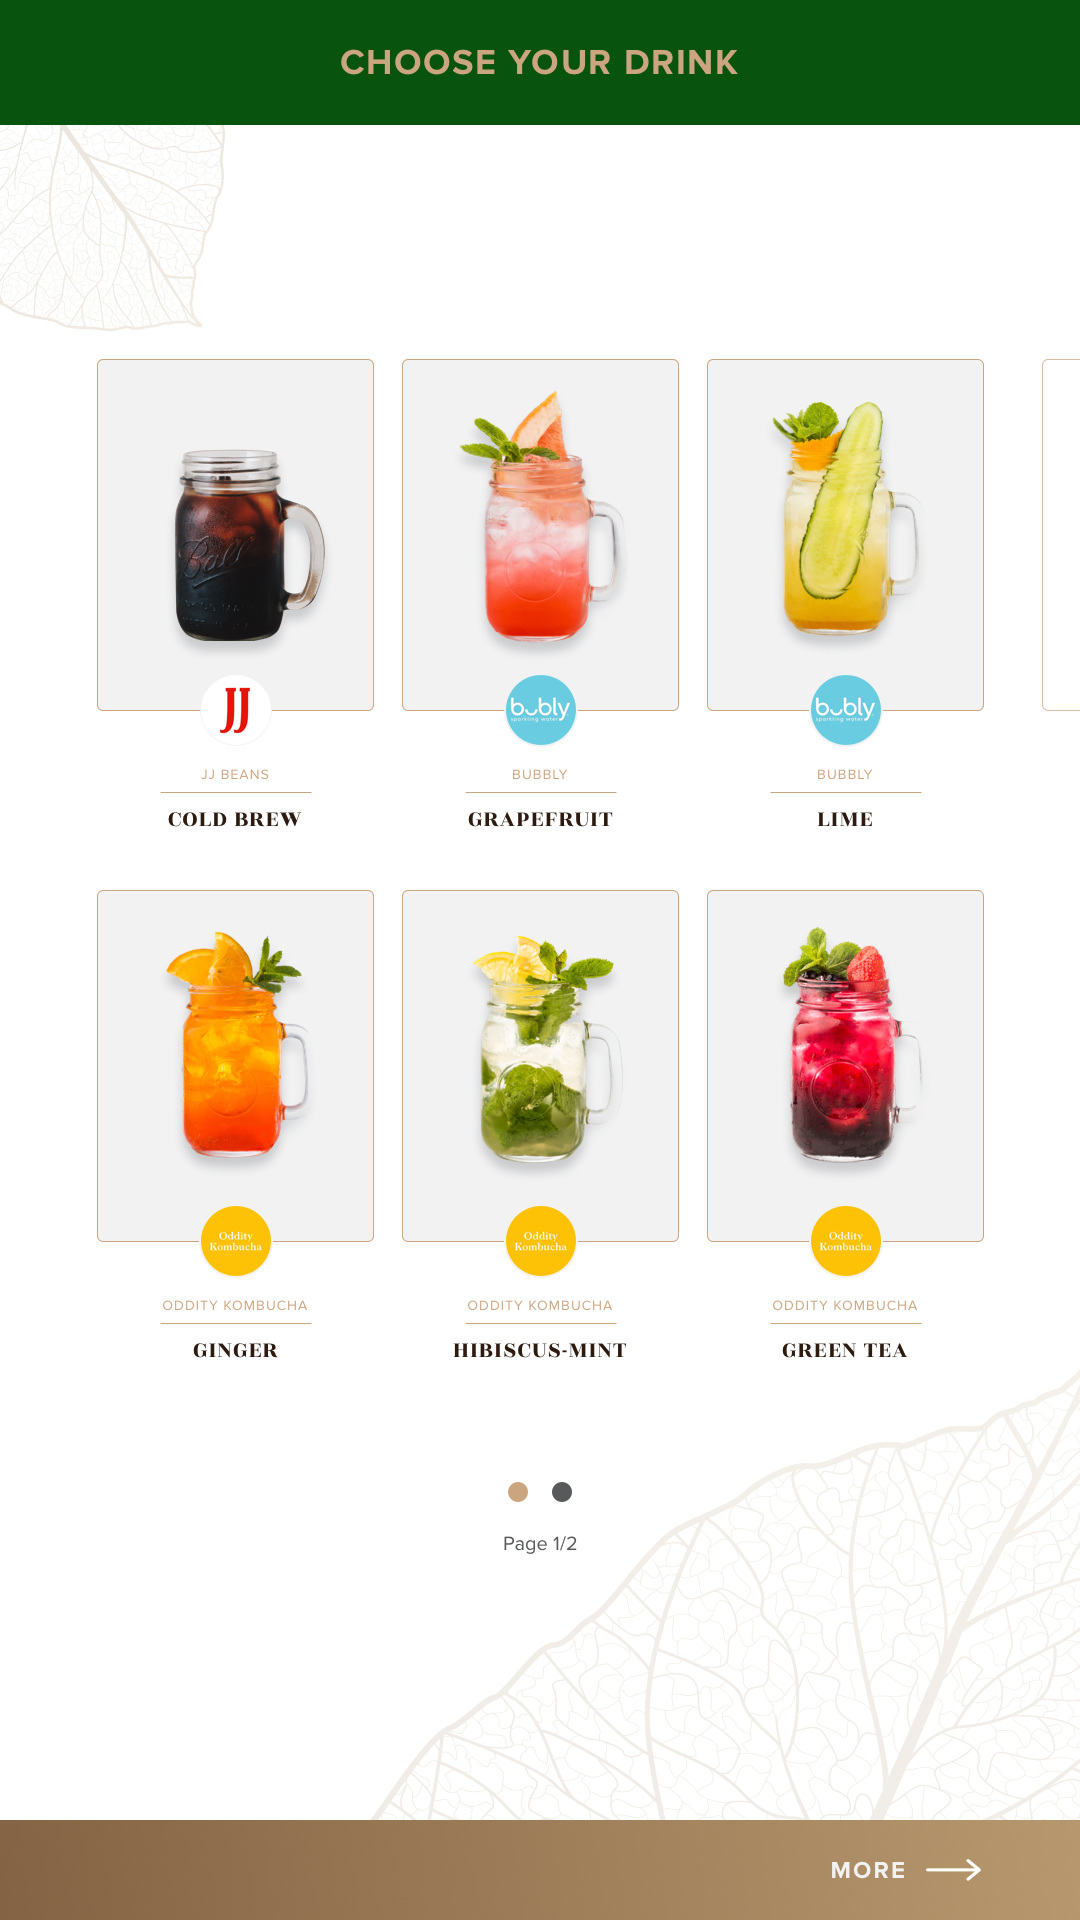 CHOOSE YOUR DRINK
Ball
JJ
bubly
sparkling water
bubly
sparkling water
JJ BEANS
BUBBLY
BUBBLY
COLD BREW
GRAPEFRUIT
LIME
Oddity
Kombucha
Oddity
Kombucha
Oddity
Kombucha
ODDITY KOMBUCHA
ODDITY KOMBUCHA
ODDITY KOMBUCHA
GINGER
HIBISCUS-MINT
GREEN TEA
Page 1/2
MORE